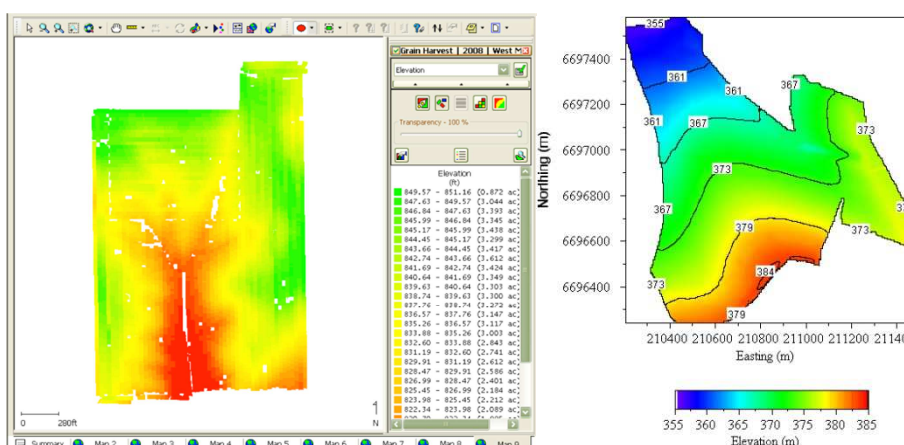 Grain Harvest | 2008 | West M
Elevation
Transparency - 100 %
Elevation
(ft)
849.57 - 851.16 (0.872 ac)
847.63 - 849.57 (3.044 ac)
846.84 - 847.63 (3.393 ac)
845.99 - 846.84 (3.345 ac)
845.17 - 845.99 (3.438 ac)
844.45 - 845.17 (3.299 ac)
843.66 - 844.45 (3.417 ac)
842.74 - 843.66 (3.612 ac)
841.69 - 842.74 (3.424 ac)
840.64 - 841.69 (3.349 ac)
839.63 - 840.64 (3.303 ac)
838.74 - 839.63 (3.300 ac)
837.76 - 838.74 (3.272 ac)
836.57 - 837.76 (3.147 ac)
835.26 - 836.57 (3.117 ac)
833.88 - 835.26 (3.003 ac)
832.60 - 833.88 (2.843 ac)
831.19 - 832.60 (2.741 ac)
829.91 - 831.19 (2.612 ac)
828.47 - 829.91 (2.586 ac)
826.99 - 828.47 (2.401 ac)
825.45 - 826.99 (2.184 ac)
823.98 - 825.45 (2.212 ac)
822.34 - 823.98 (2.089 ac)
0 280ft N
Summary Map 2 Map 3 Map 4 Map 5 Map 6 Map 7 Map 8 Map 9
355
6697400
361
361
367
6697200
361
367
373
6697000
Northing (m)
373
6696800
367
373
379
6696600
384
6696400
373
379
210400 210600 210800 211000 211200 211400
Easting (m)
355 360 365 370 375 380 385
Elevation (m)